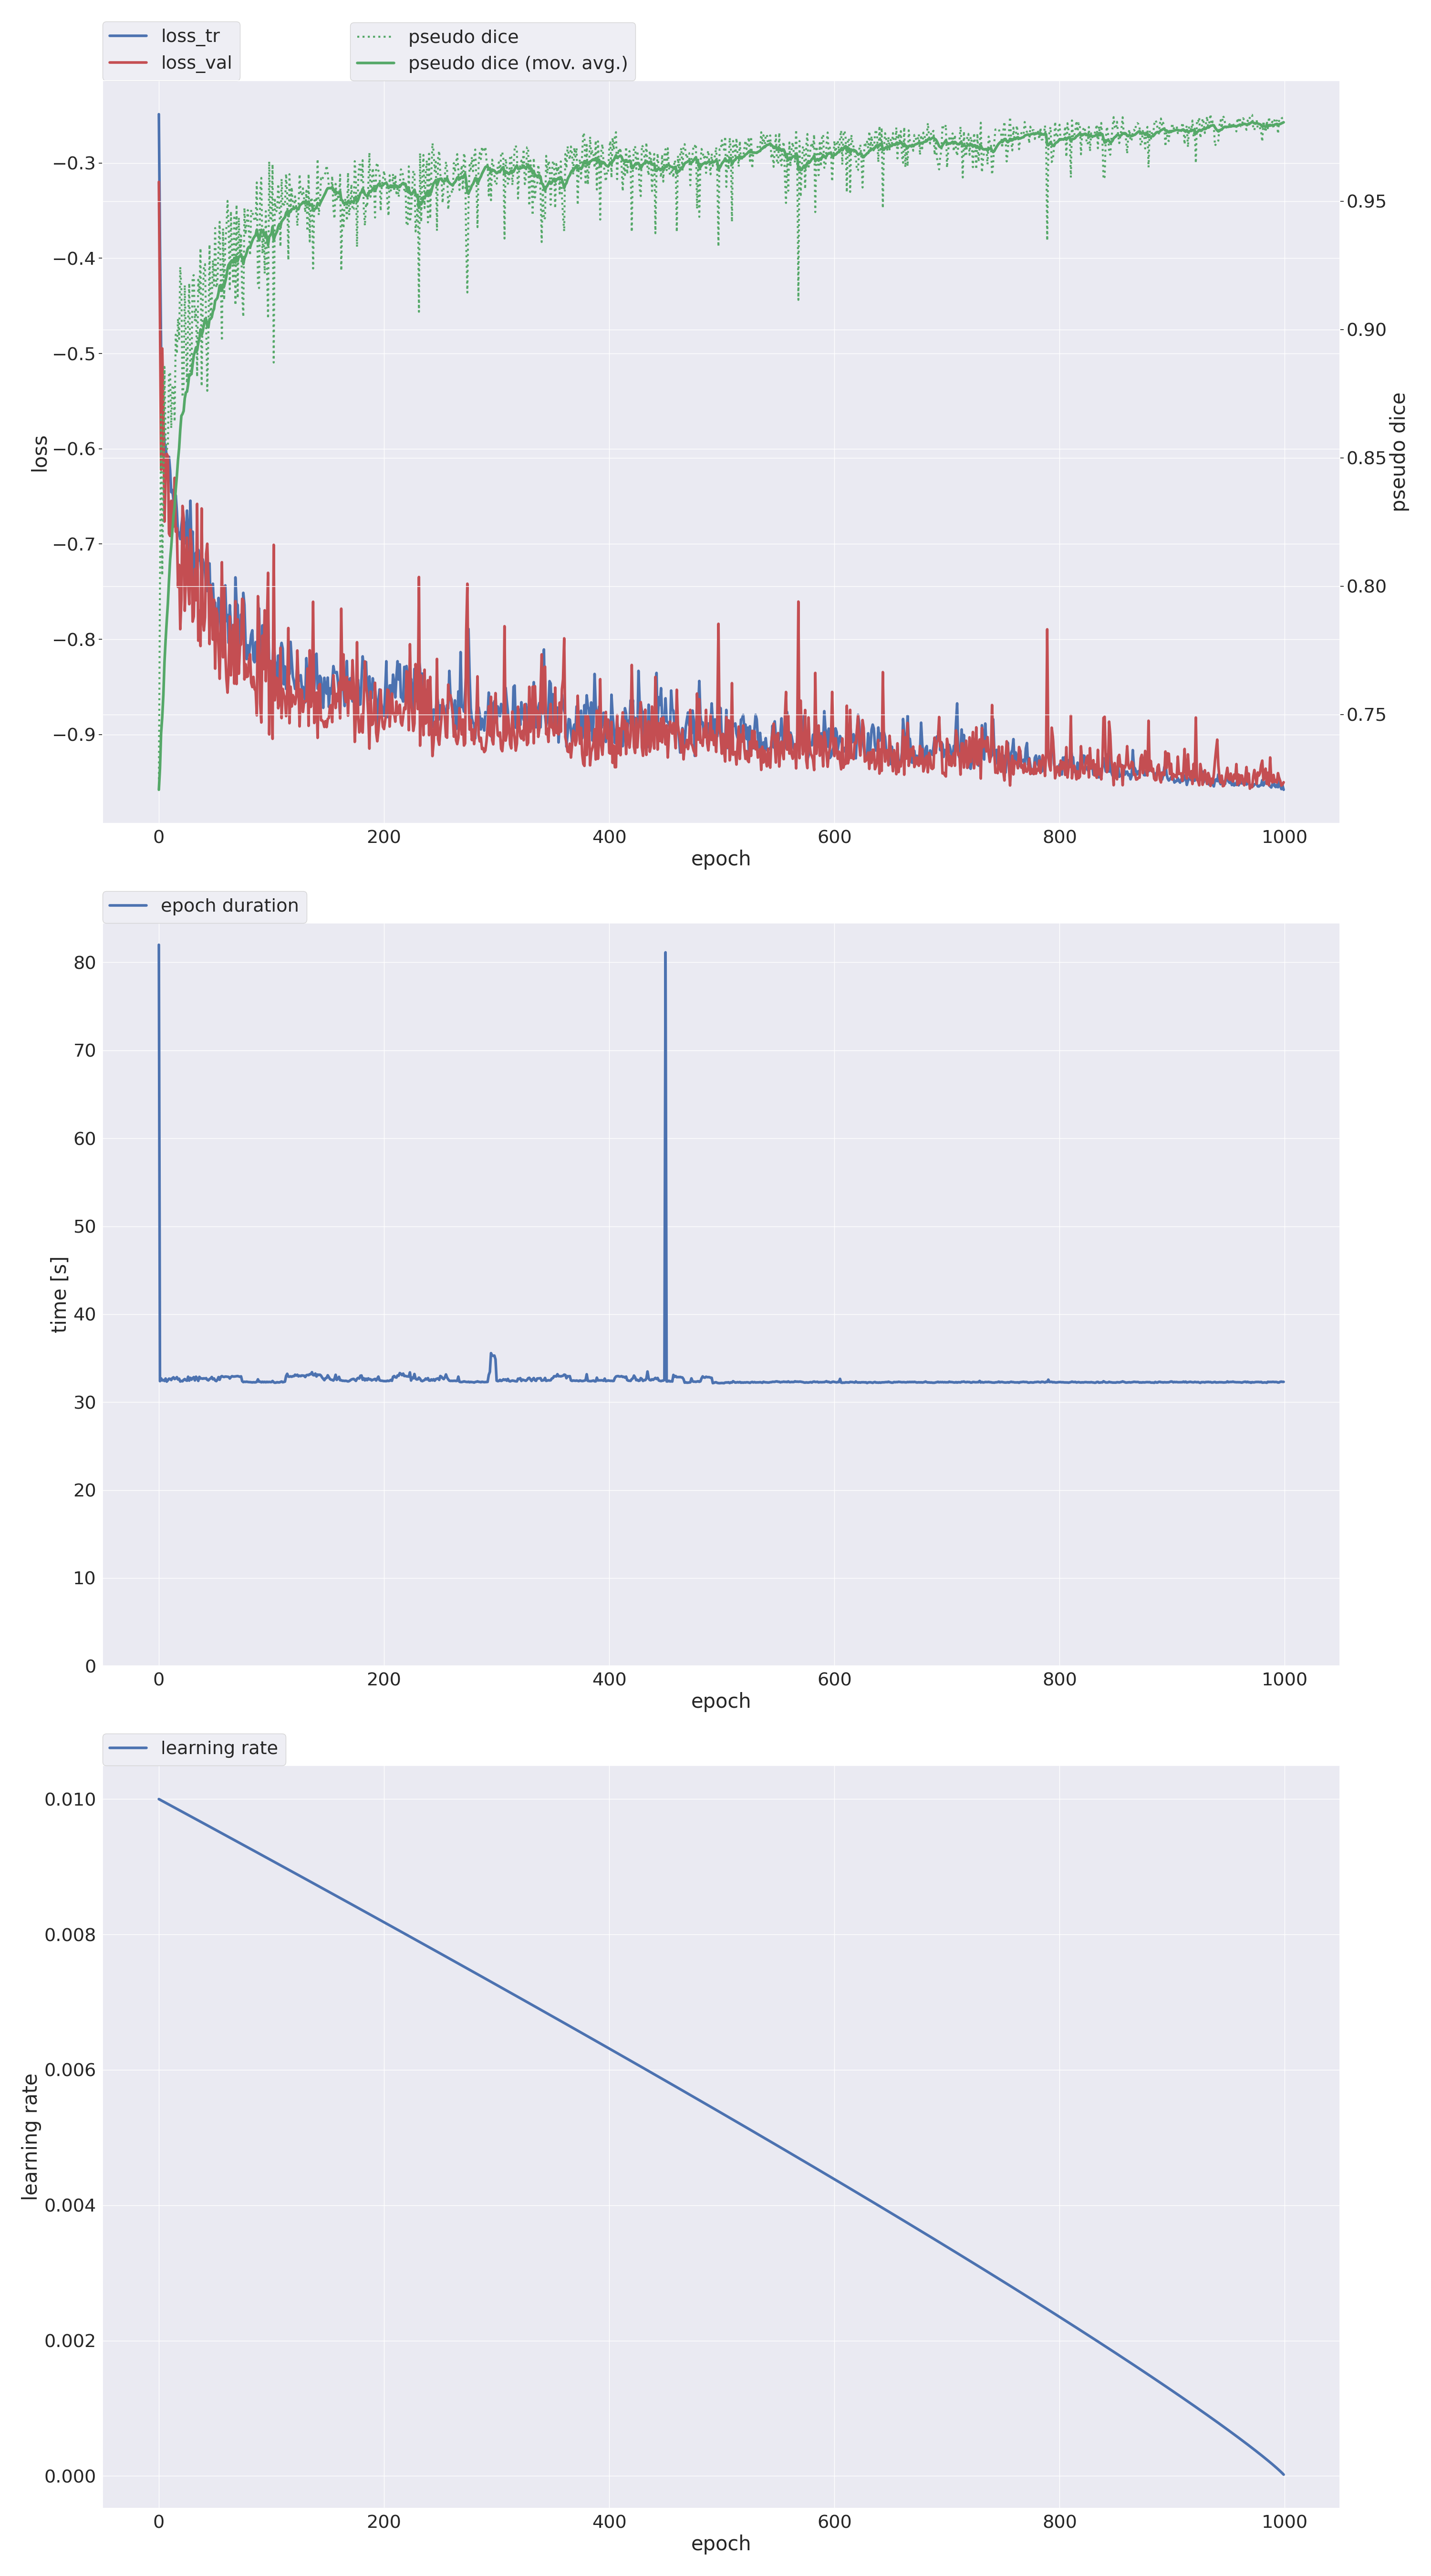 loss_tr
loss_val
pseudo dice
pseudo dice (mov. avg.)
−0.3
−0.4
−0.5
−0.6
−0.7
−0.8
−0.9
loss
0.95
0.90
0.85
0.80
0.75
pseudo dice
0 200 400 600 800 1000
epoch
epoch duration
80
70
60
50
40
30
20
10
0
time [s]
0 200 400 600 800 1000
epoch
learning rate
0.010
0.008
0.006
0.004
0.002
0.000
learning rate
0 200 400 600 800 1000
epoch